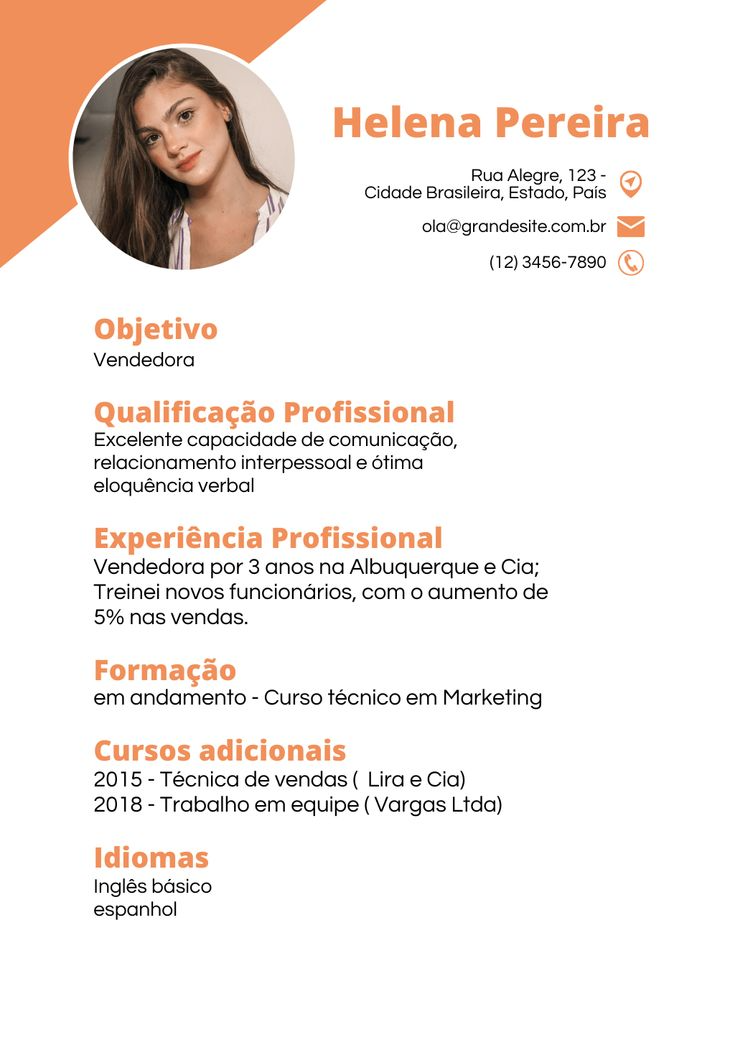 Helena Pereira
Rua Alegre, 123 -
Cidade Brasileira, Estado, País
ola@grandesite.com.br
(12) 3456-7890
Objetivo
Vendedora
Qualificação Profissional
Excelente capacidade de comunicação,
relacionamento interpessoal e ótima
eloquência verbal
Experiência Profissional
Vendedora por 3 anos na Albuquerque e Cia;
Treinei novos funcionários, com o aumento de
5% nas vendas.
Formação
em andamento - Curso técnico em Marketing
Cursos adicionais
2015 - Técnica de vendas (  Lira e Cia)
2018 - Trabalho em equipe ( Vargas Ltda)
Idiomas
Inglês básico
espanhol